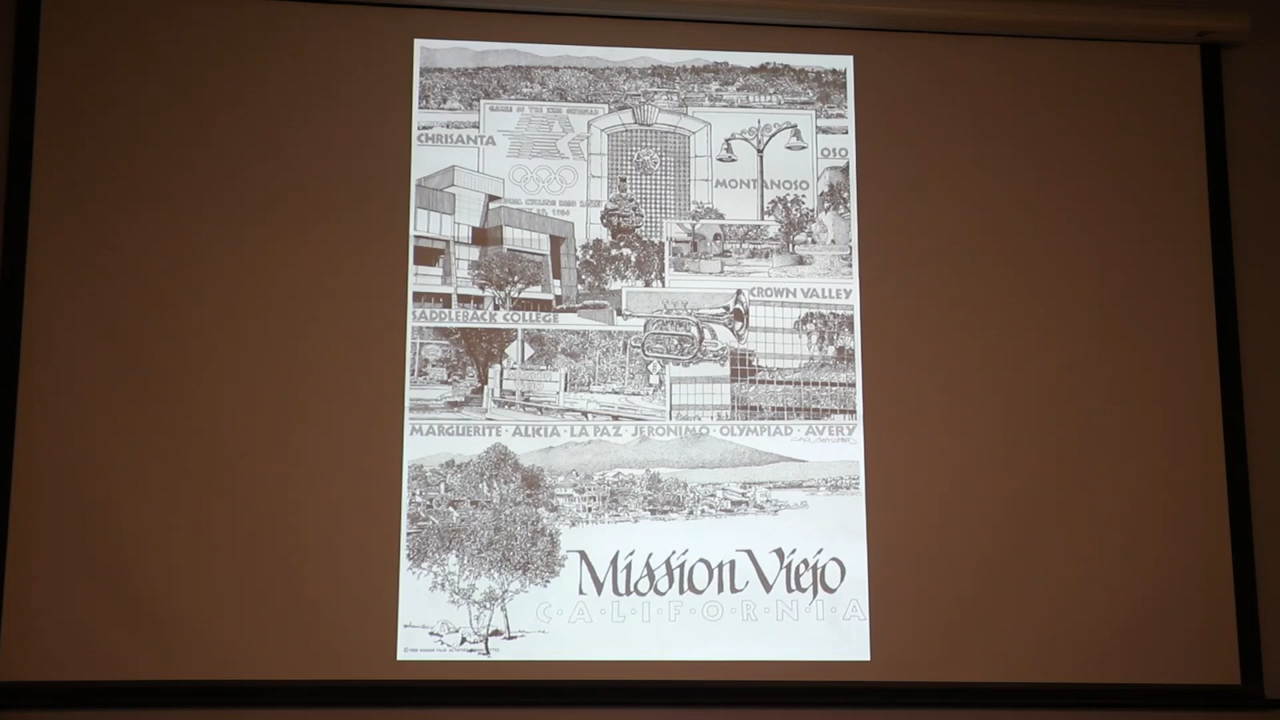 CHRISANTA
OSO
MONTANOSO
CROWN VALLEY
SADDLEBACK COLLEGE
MARGUERITE · ALICIA · LA PAZ · JERONIMO · OLYMPIAD · AVERY
Mission Viejo
C·A·L·I·F·O·R·N·I·A